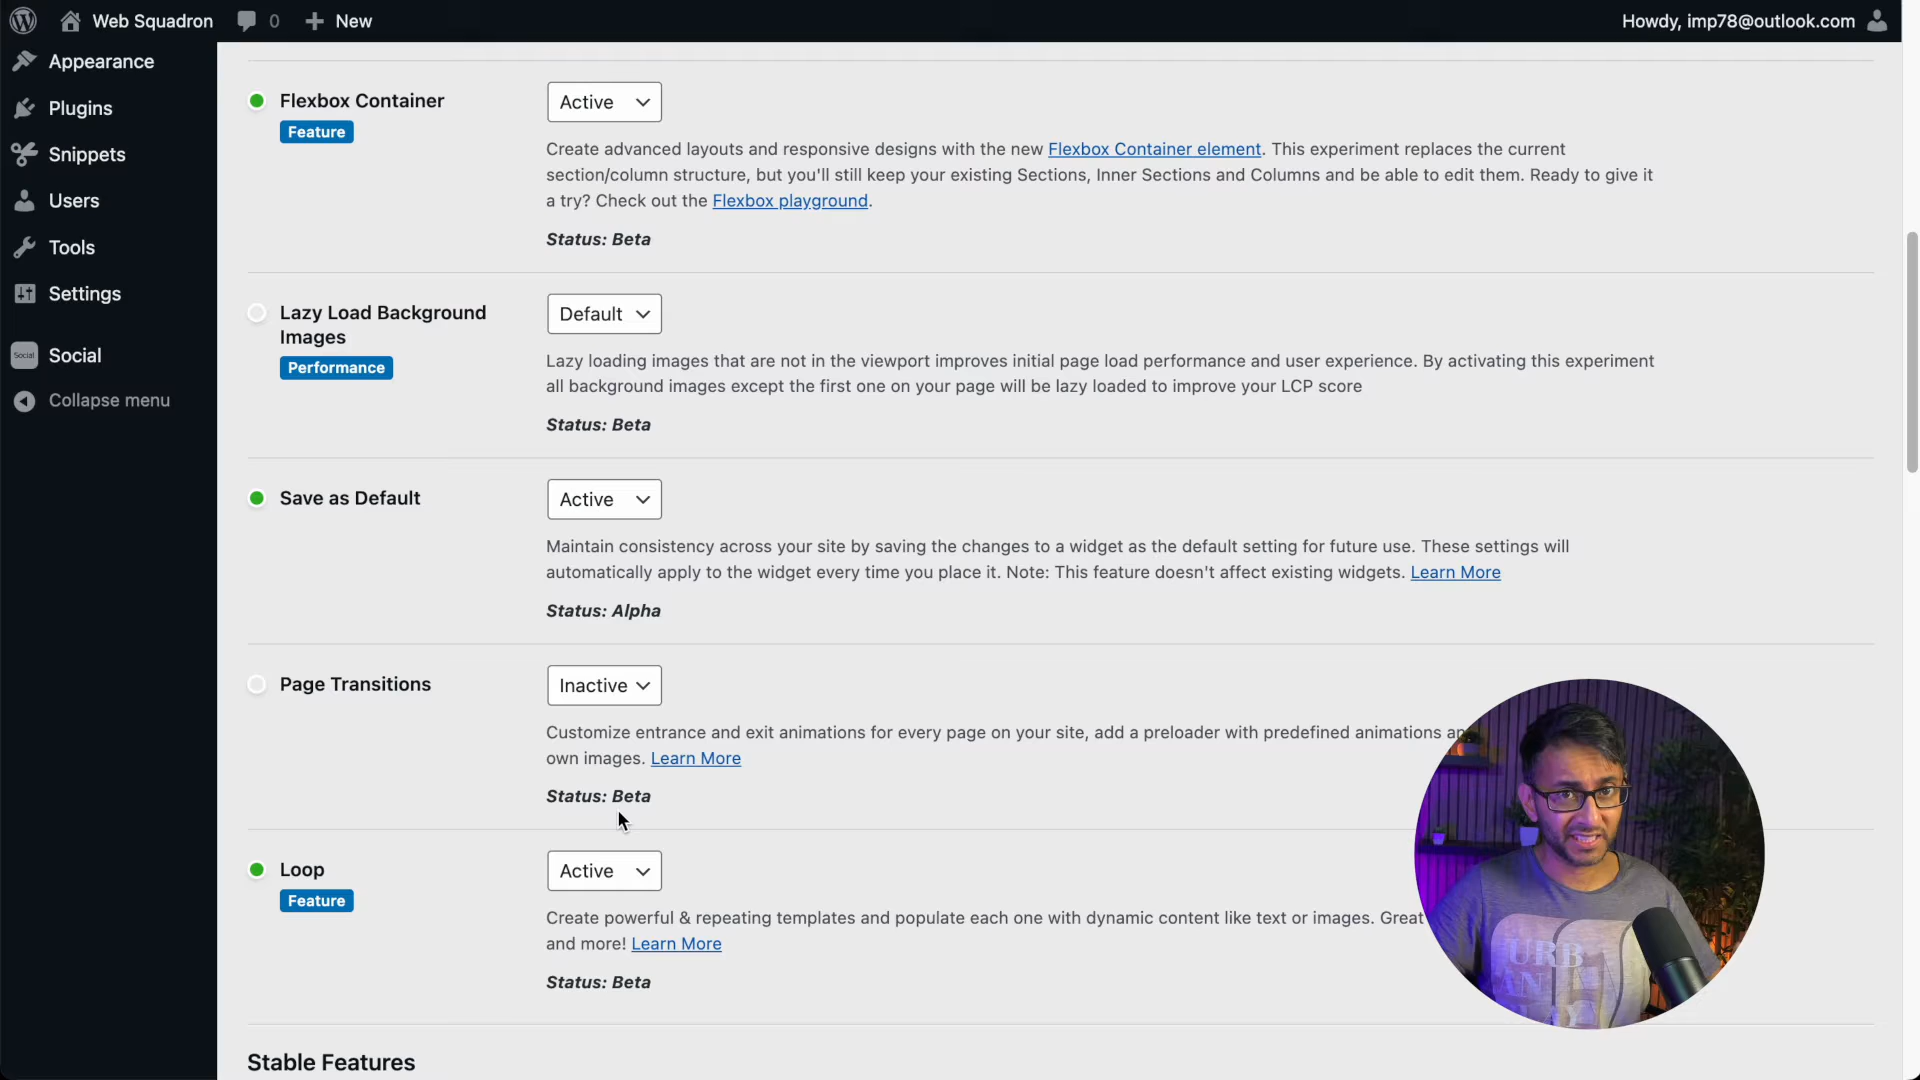 Web Squadron
0
New
Howdy, imp78@outlook.com
Appearance
Plugins
Snippets
Users
Tools
Settings
Social
Social
Collapse menu
Flexbox Container
Feature
Active
Create advanced layouts and responsive designs with the new Flexbox Container element. This experiment replaces the current
section/column structure, but you'll still keep your existing Sections, Inner Sections and Columns and be able to edit them. Ready to give it
a try? Check out the Flexbox playground.
Status: Beta
Lazy Load Background
Images
Performance
Default
Lazy loading images that are not in the viewport improves initial page load performance and user experience. By activating this experiment
all background images except the first one on your page will be lazy loaded to improve your LCP score
Status: Beta
Save as Default
Active
Maintain consistency across your site by saving the changes to a widget as the default setting for future use. These settings will
automatically apply to the widget every time you place it. Note: This feature doesn't affect existing widgets. Learn More
Status: Alpha
Page Transitions
Inactive
Customize entrance and exit animations for every page on your site, add a preloader with predefined animations
own images. Learn More
Status: Beta
Loop
Feature
Active
Create powerful & repeating templates and populate each one with dynamic content like text or images. Great
and more! Learn More
Status: Beta
Stable Features
URB
AN